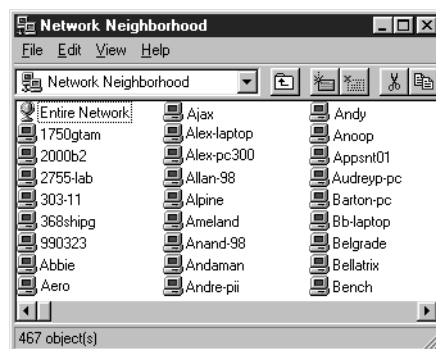 Network Neighborhood
File Edit View Help
Network Neighborhood
Entire Network
1750gtam
2000b2
2755-lab
303-11
368shipg
990323
Abbie
Aero
Ajax
Alex-laptop
Alex-pc300
Allan-98
Alpine
Ameland
Anand-98
Andaman
Andre-pii
Andy
Anoop
Appsnt01
Audreyp-pc
Barton-pc
Bb-laptop
Belgrade
Bellatrix
Bench
467 object(s)